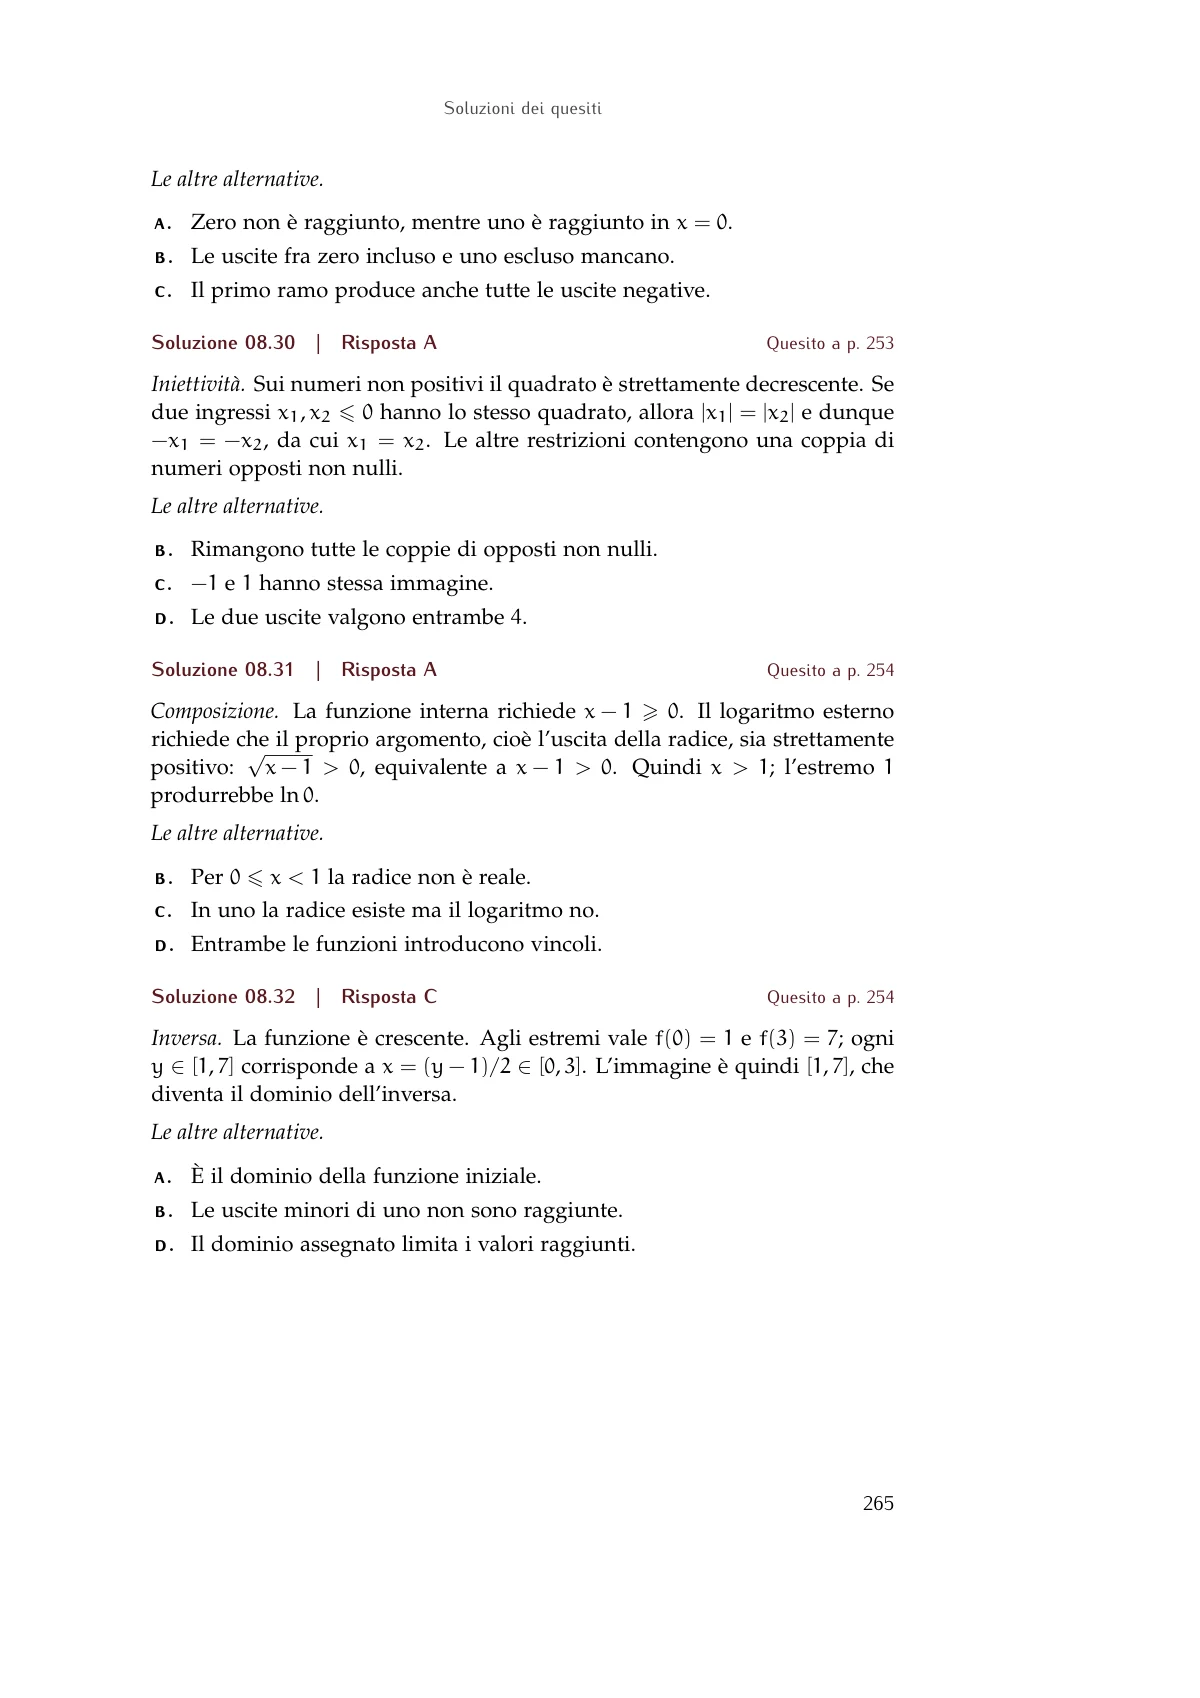 Soluzioni dei quesiti
Le altre alternative.
A. Zero non è raggiunto, mentre uno è raggiunto in x = 0.
B. Le uscite fra zero incluso e uno escluso mancano.
C. Il primo ramo produce anche tutte le uscite negative.
Soluzione 08.30 | Risposta A Quesito a p. 253
Iniettività. Sui numeri non positivi il quadrato è strettamente decrescente. Se
due ingressi x₁, x₂ ⩽ 0 hanno lo stesso quadrato, allora |x₁| = |x₂| e dunque
−x₁ = −x₂, da cui x₁ = x₂. Le altre restrizioni contengono una coppia di
numeri opposti non nulli.
Le altre alternative.
B. Rimangono tutte le coppie di opposti non nulli.
C. −1 e 1 hanno stessa immagine.
D. Le due uscite valgono entrambe 4.
Soluzione 08.31 | Risposta A Quesito a p. 254
Composizione. La funzione interna richiede x − 1 ⩾ 0. Il logaritmo esterno
richiede che il proprio argomento, cioè l’uscita della radice, sia strettamente
positivo: √(x − 1) > 0, equivalente a x − 1 > 0. Quindi x > 1; l’estremo 1
produrrebbe ln 0.
Le altre alternative.
B. Per 0 ⩽ x < 1 la radice non è reale.
C. In uno la radice esiste ma il logaritmo no.
D. Entrambe le funzioni introducono vincoli.
Soluzione 08.32 | Risposta C Quesito a p. 254
Inversa. La funzione è crescente. Agli estremi vale f(0) = 1 e f(3) = 7; ogni
y ∈ [1, 7] corrisponde a x = (y − 1)/2 ∈ [0, 3]. L’immagine è quindi [1, 7], che
diventa il dominio dell’inversa.
Le altre alternative.
A. È il dominio della funzione iniziale.
B. Le uscite minori di uno non sono raggiunte.
D. Il dominio assegnato limita i valori raggiunti.
265